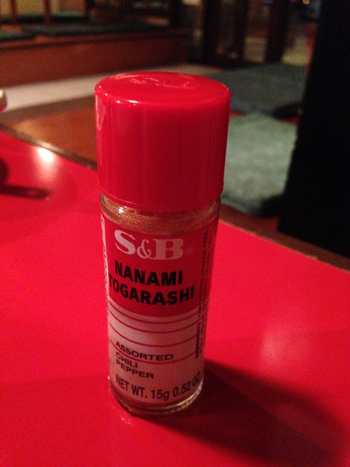 S&B®
NANAMI
TOGARASHI
ASSORTED
CHILI
PEPPER
NET WT. 15g 0.52